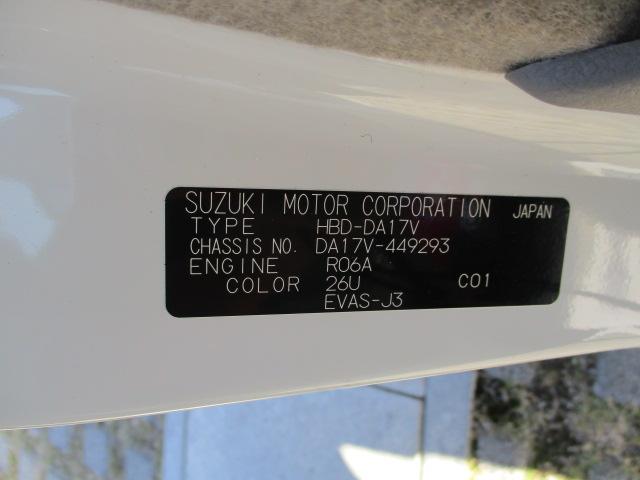 SUZUKI MOTOR CORPORATION JAPAN
TYPE HBD-DA17V
CHASSIS NO. DA17V-449293
ENGINE R06A
COLOR 26U C01
EVAS-J3